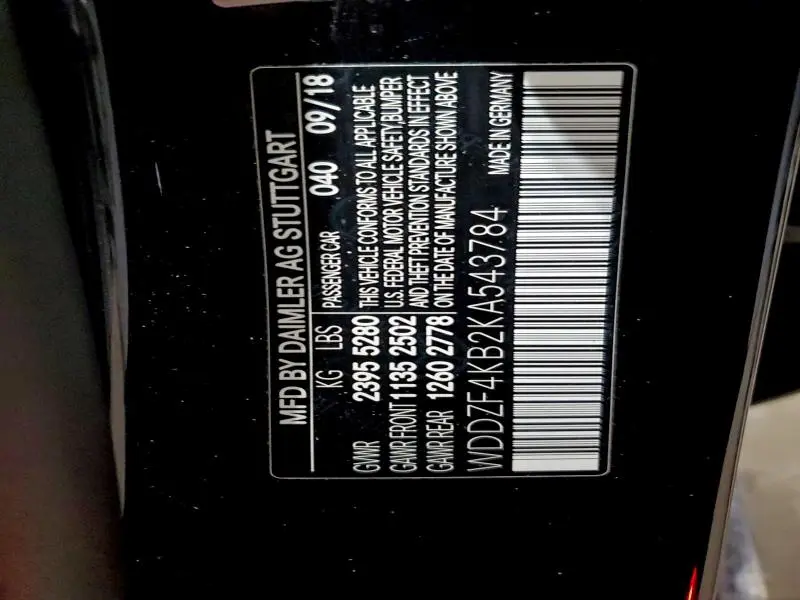 MFD BY DAIMLER AG STUTTGART
KG LBS
GVWR 2395 5280
GAWR FRONT 1135 2502
GAWR REAR 1260 2778
PASSENGER CAR 040 09/18
THIS VEHICLE CONFORMS TO ALL APPLICABLE
U.S. FEDERAL MOTOR VEHICLE SAFETY,BUMPER
AND THEFT PREVENTION STANDARDS IN EFFECT
ON THE DATE OF MANUFACTURE SHOWN ABOVE
WDDZF4KB2KA543784
MADE IN GERMANY